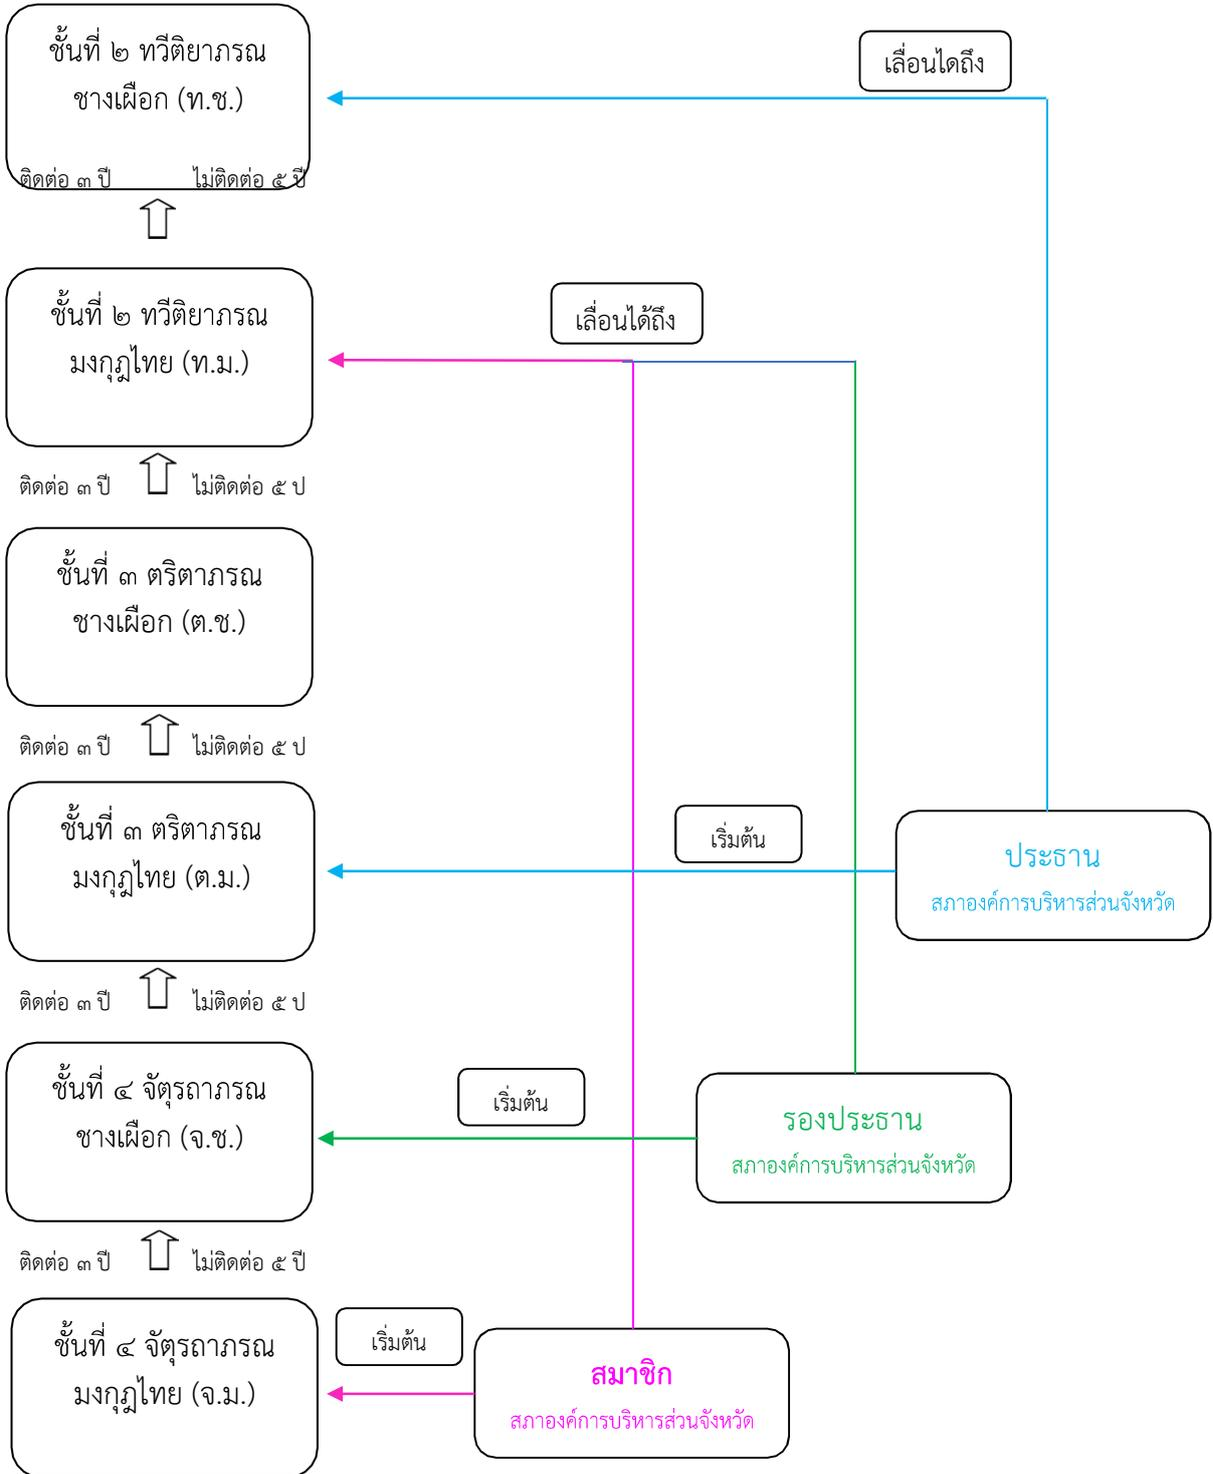 ชั้นที่ ๒ ทวีติยาภรณ
ชางเผือก (ท.ช.)
เลื่อนไดถึง
ติดต่อ ๓ ปี ไม่ติดต่อ ๕ ปี
ชั้นที่ ๒ ทวีติยาภรณ
มงกุฎไทย (ท.ม.)
เลื่อนได้ถึง
ติดต่อ ๓ ปี ไม่ติดต่อ ๕ ป
ชั้นที่ ๓ ตริตาภรณ
ชางเผือก (ต.ช.)
ติดต่อ ๓ ปี ไม่ติดต่อ ๕ ป
ชั้นที่ ๓ ตริตาภรณ
มงกุฎไทย (ต.ม.)
เริ่มต้น
ประธาน
สภาองค์การบริหารส่วนจังหวัด
ติดต่อ ๓ ปี ไม่ติดต่อ ๕ ป
ชั้นที่ ๔ จัตุรถาภรณ
ชางเผือก (จ.ช.)
เริ่มต้น
รองประธาน
สภาองค์การบริหารส่วนจังหวัด
ติดต่อ ๓ ปี ไม่ติดต่อ ๕ ปี
ชั้นที่ ๔ จัตุรถาภรณ
มงกุฎไทย (จ.ม.)
เริ่มต้น
สมาชิก
สภาองค์การบริหารส่วนจังหวัด